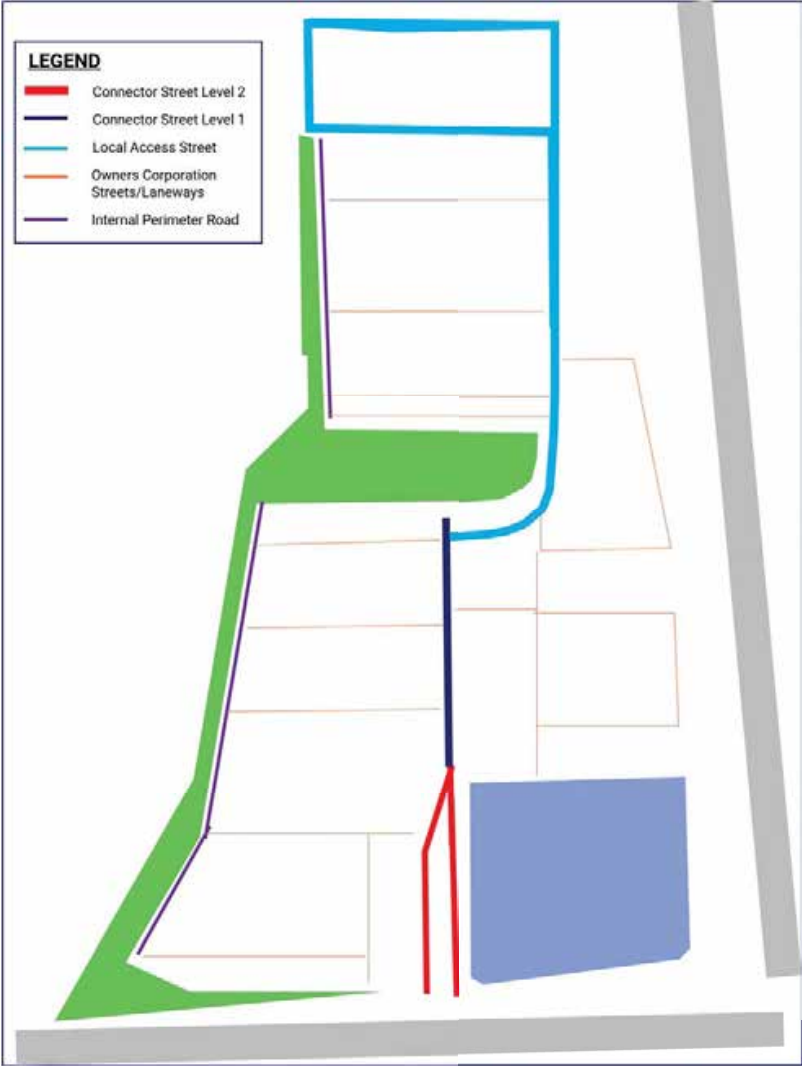 LEGEND
Connector Street Level 2
Connector Street Level 1
Local Access Street
Owners Corporation
Streets/Laneways
Internal Perimeter Road